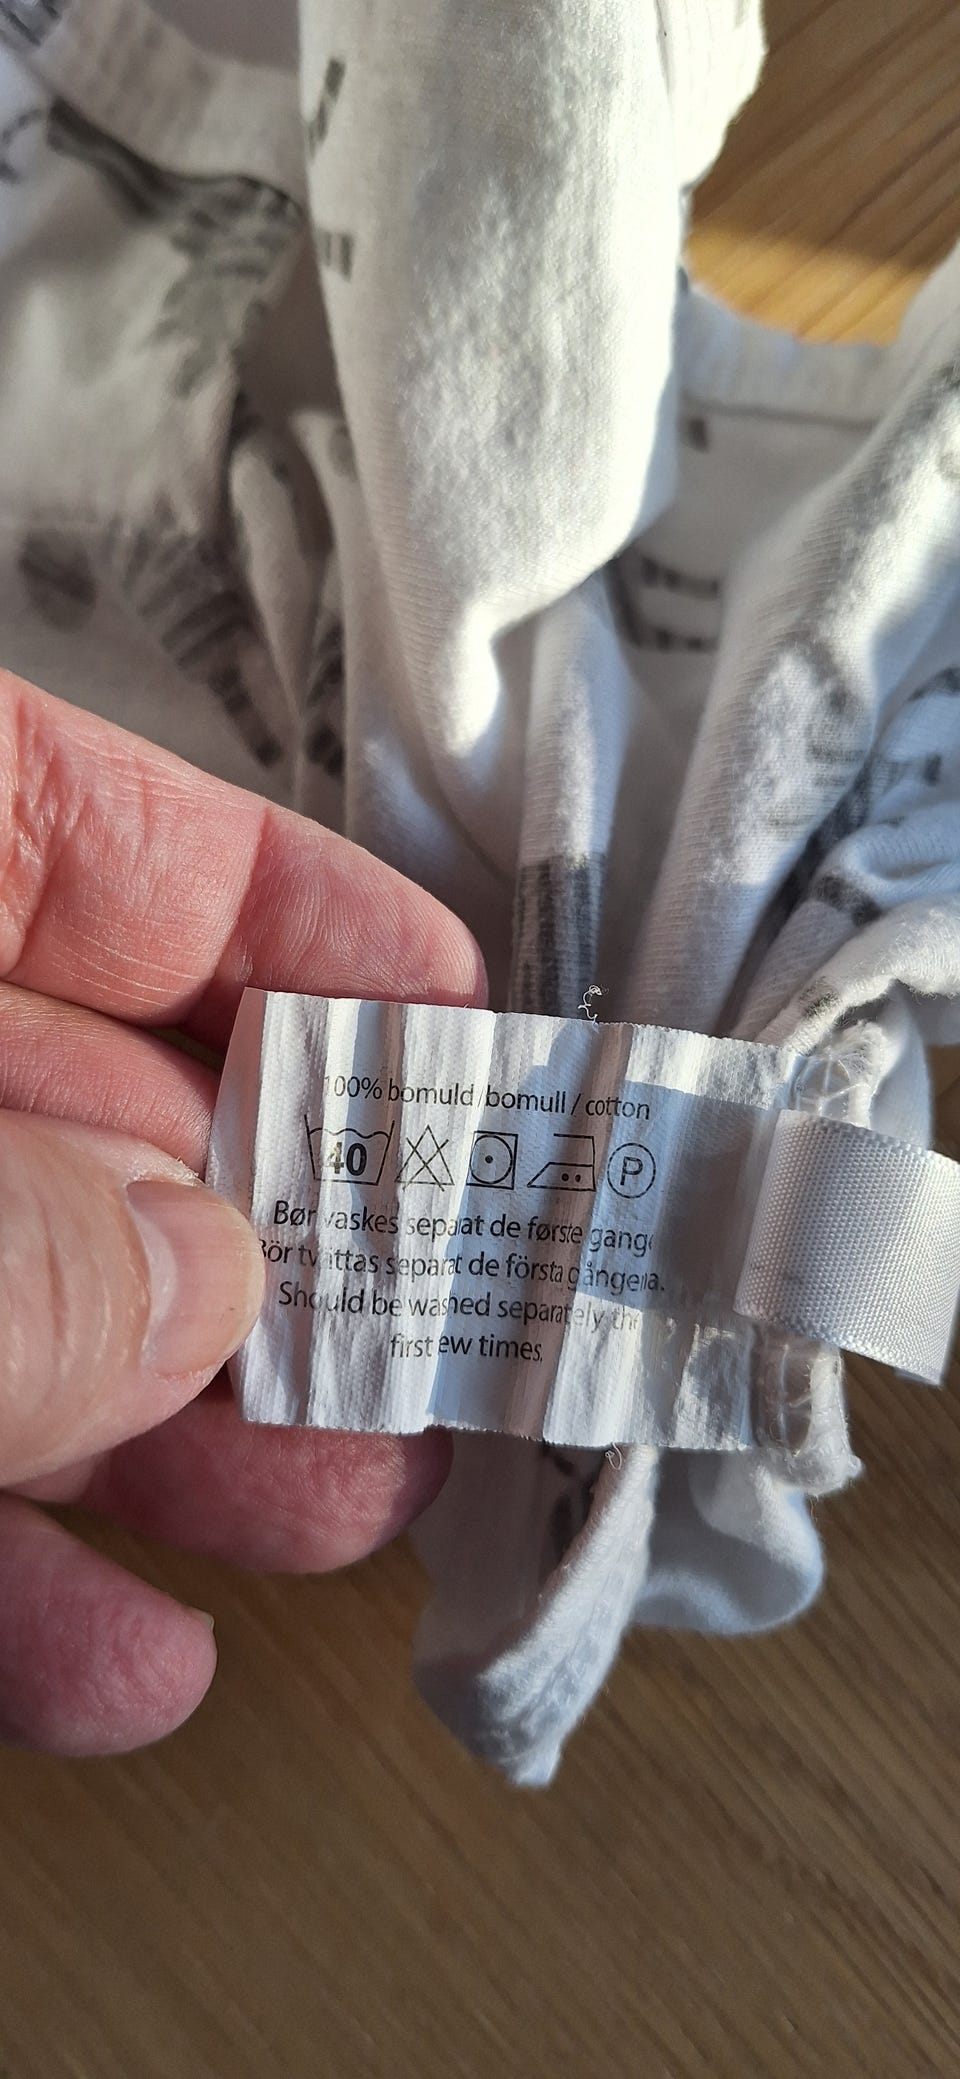 100% bomuld/bomull / cotton
40
P
Bør vaskes separat de første gange
Bör tvättas separat de första gångerna.
Should be washed separately the
first few times.